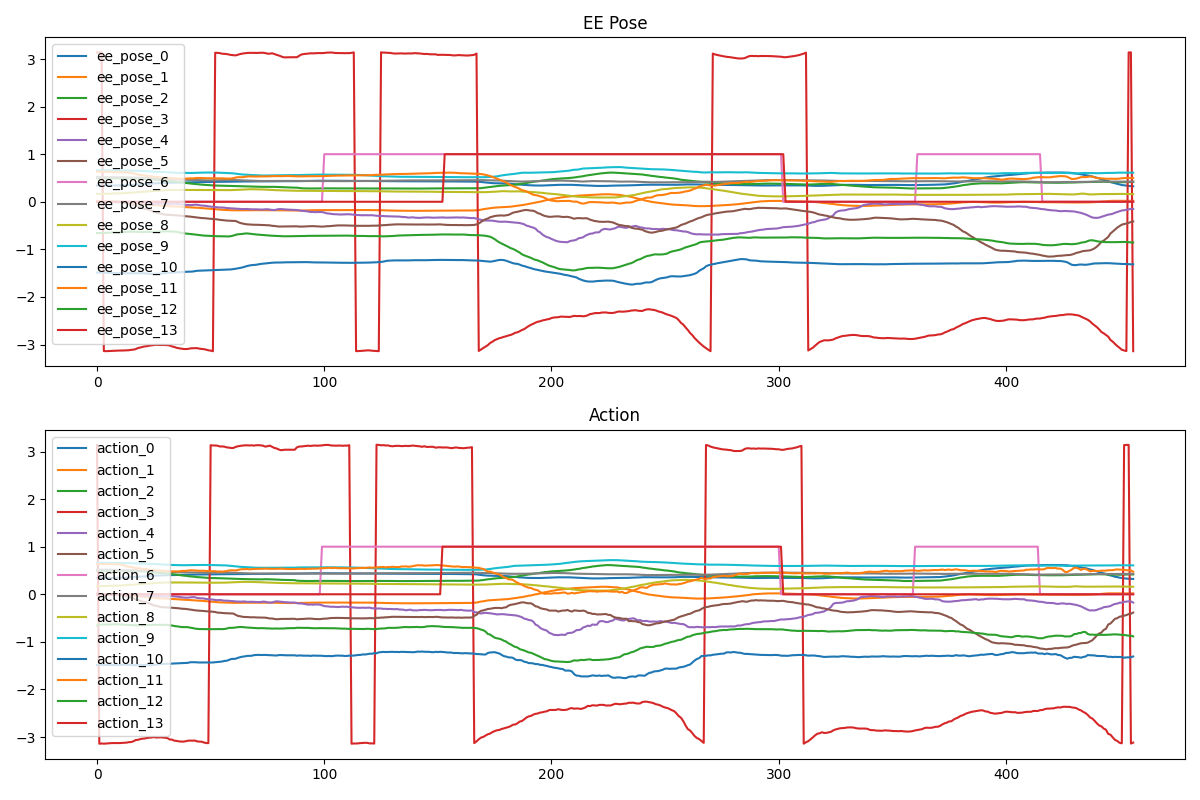 EE Pose
3
2
1
0
−1
−2
−3
ee_pose_0
ee_pose_1
ee_pose_2
ee_pose_3
ee_pose_4
ee_pose_5
ee_pose_6
ee_pose_7
ee_pose_8
ee_pose_9
ee_pose_10
ee_pose_11
ee_pose_12
ee_pose_13
0 100 200 300 400
Action
3
2
1
0
−1
−2
−3
action_0
action_1
action_2
action_3
action_4
action_5
action_6
action_7
action_8
action_9
action_10
action_11
action_12
action_13
0 100 200 300 400